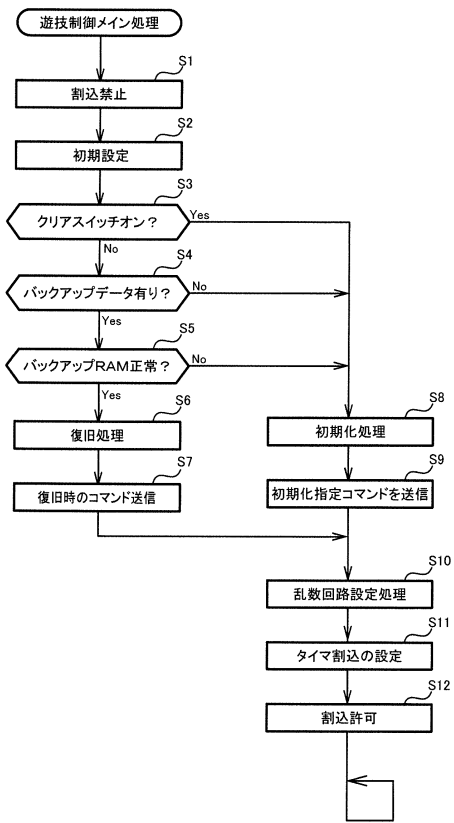 遊技制御メイン処理
S1
割込禁止
S2
初期設定
S3
クリアスイッチオン？
Yes
No
S4
バックアップデータ有り？
No
Yes
S5
バックアップRAM正常？
No
Yes
S6
復旧処理
S7
復旧時のコマンド送信
S8
初期化処理
S9
初期化指定コマンドを送信
S10
乱数回路設定処理
S11
タイマ割込の設定
S12
割込許可